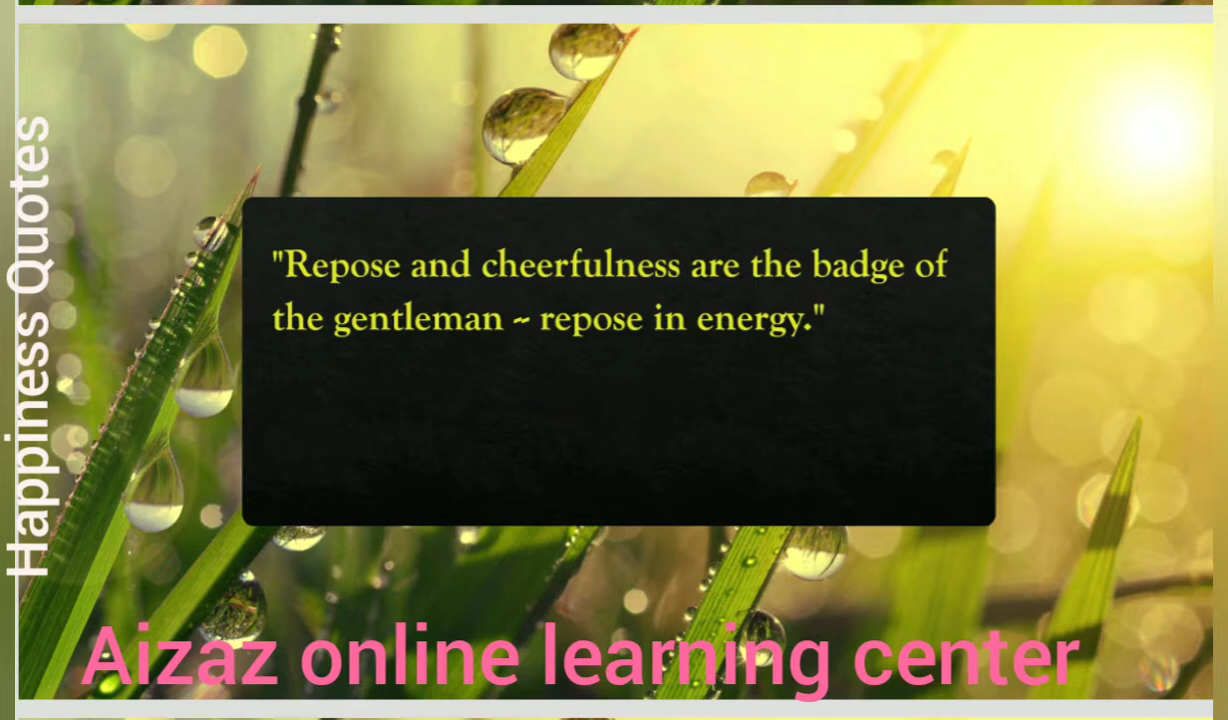 Happiness Quotes
"Repose and cheerfulness are the badge of
the gentleman ~ repose in energy."
Aizaz online learning center